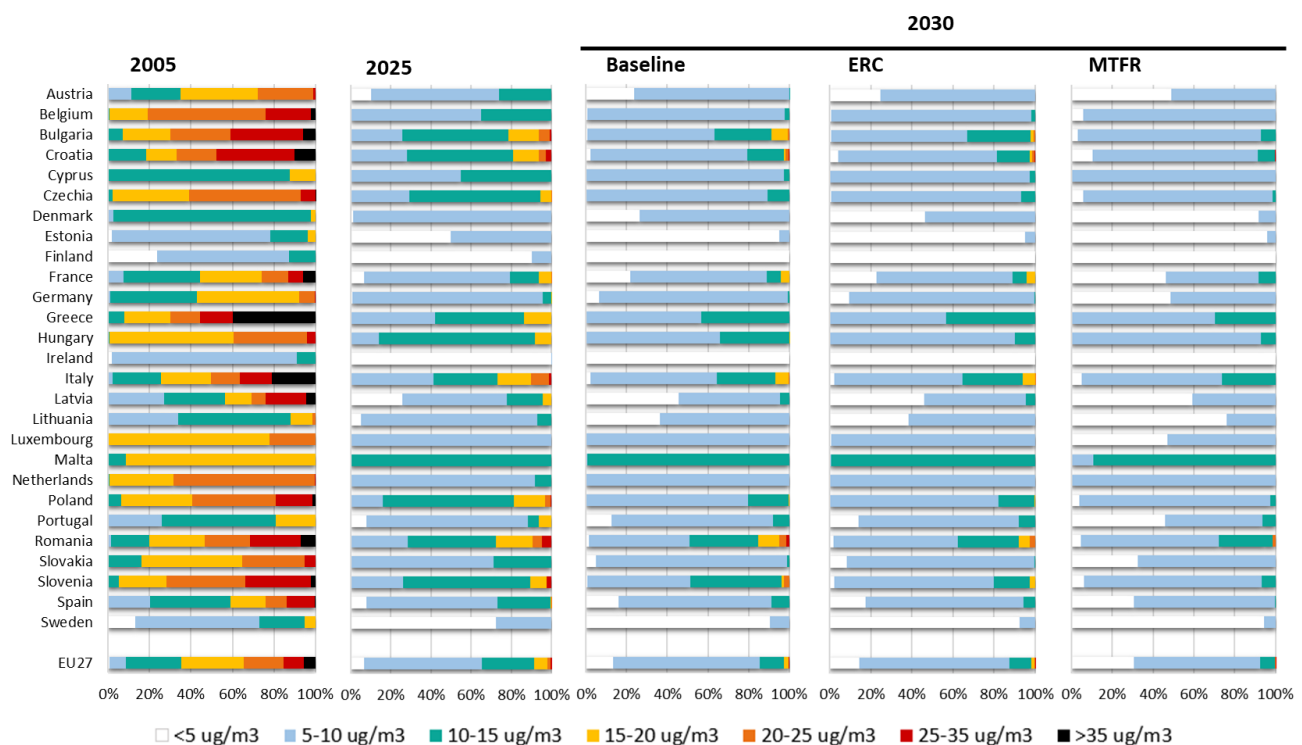 2030
2005 2025 Baseline ERC MTFR
Austria
Belgium
Bulgaria
Croatia
Cyprus
Czechia
Denmark
Estonia
Finland
France
Germany
Greece
Hungary
Ireland
Italy
Latvia
Lithuania
Luxembourg
Malta
Netherlands
Poland
Portugal
Romania
Slovakia
Slovenia
Spain
Sweden
EU27
0% 20% 40% 60% 80% 100% 0% 20% 40% 60% 80% 100% 0% 20% 40% 60% 80% 100% 0% 20% 40% 60% 80% 100% 0% 20% 40% 60% 80% 100%
<5 ug/m3 5-10 ug/m3 10-15 ug/m3 15-20 ug/m3 20-25 ug/m3 25-35 ug/m3 >35 ug/m3